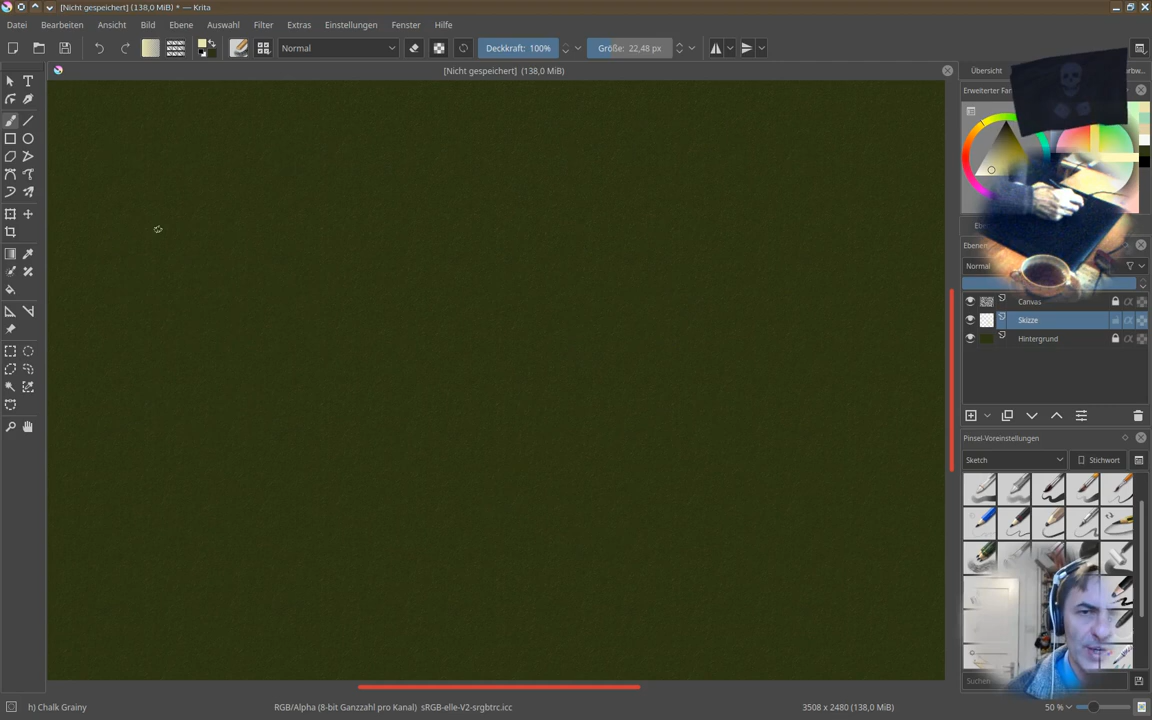 [Nicht gespeichert] (138,0 MiB) * — Krita
Datei Bearbeiten Ansicht Bild Ebene Auswahl Filter Extras Einstellungen Fenster Hilfe
Normal Deckkraft: 100% Größe: 22,48 px
[Nicht gespeichert] (138,0 MiB)
Übersicht
Erweiterter
Ebenen
Normal
Canvas
Skizze
Hintergrund
Pinsel-Voreinstellungen
Sketch Stichwort
Suchen
h) Chalk Grainy RGB/Alpha (8-bit Ganzzahl pro Kanal) sRGB-elle-V2-srgbtrc.icc 3508 x 2480 (138,0 MiB) 50 %